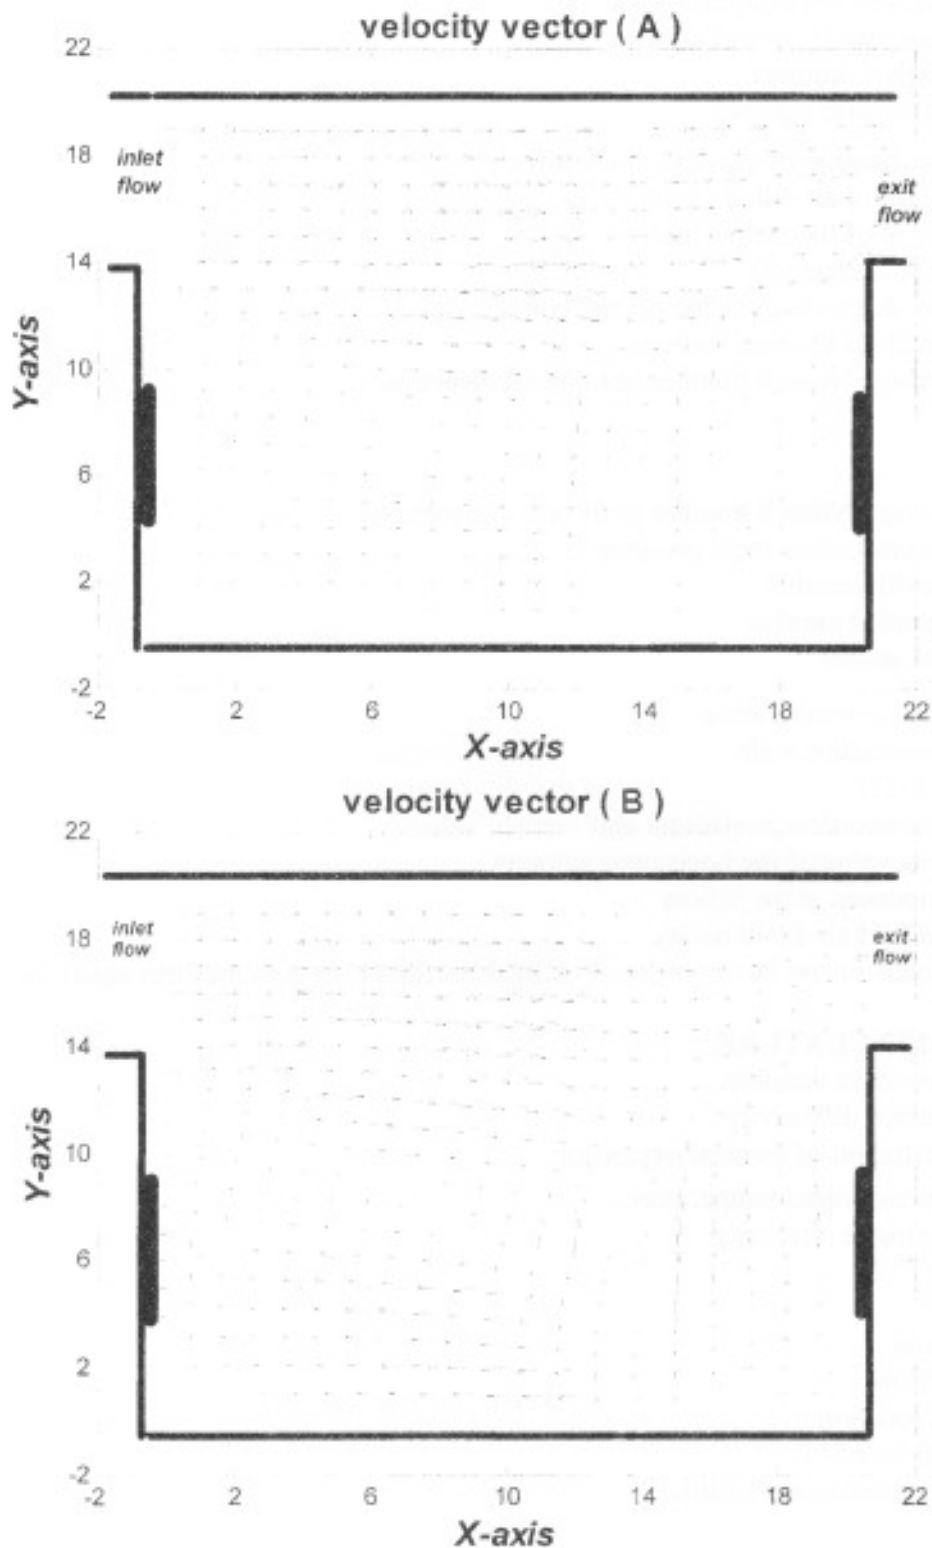 velocity vector ( A )
22
18
14
10
6
2
-2
Y-axis
inlet
flow
exit
flow
-2 2 6 10 14 18 22
X-axis
velocity vector ( B )
22
18
14
10
6
2
-2
Y-axis
inlet
flow
exit
flow
-2 2 6 10 14 18 22
X-axis